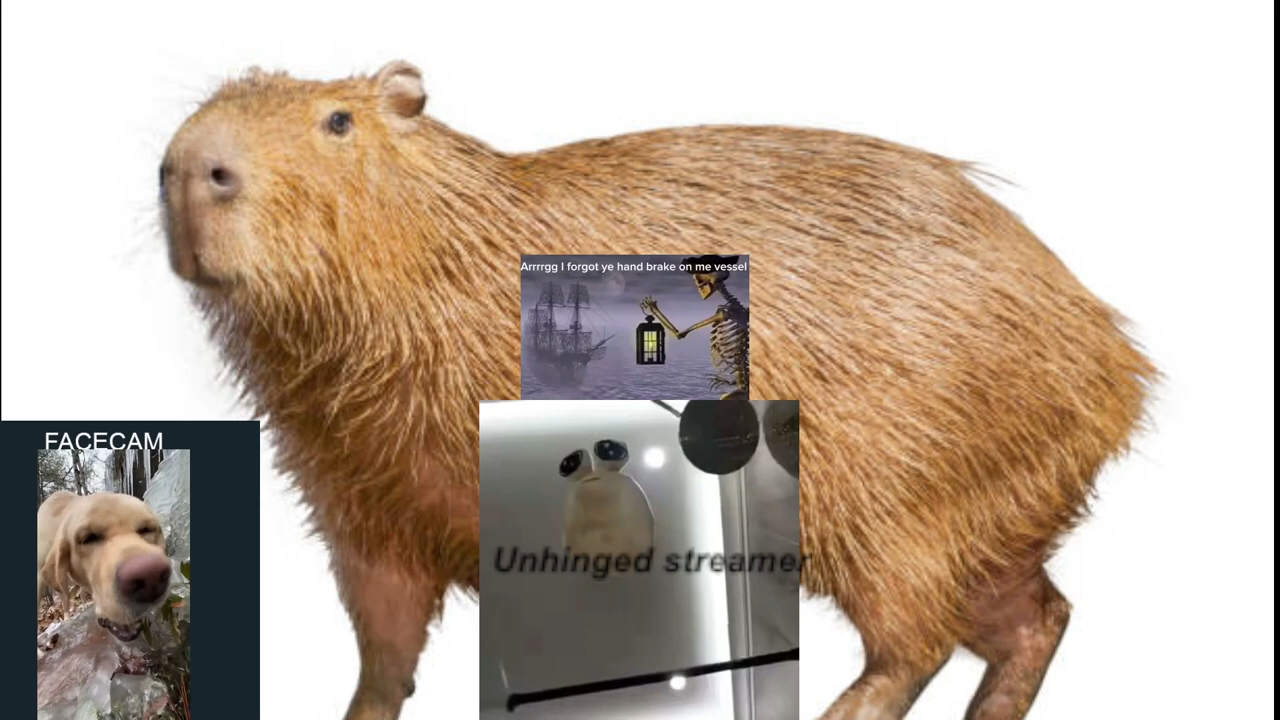 Arrrrgg I forgot ye hand brake on me vessel
FACECAM
Unhinged streamer